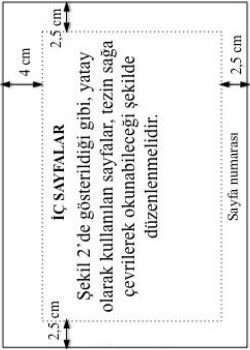 2,5 cm
4 cm
2,5 cm
İÇ SAYFALAR
Şekil 2'de gösterildiği gibi, yatay
olarak kullanılan sayfalar, tezin sağa
çevrilerek okunabileceği şekilde
düzenlenmelidir.
Sayfa numarası
2,5 cm